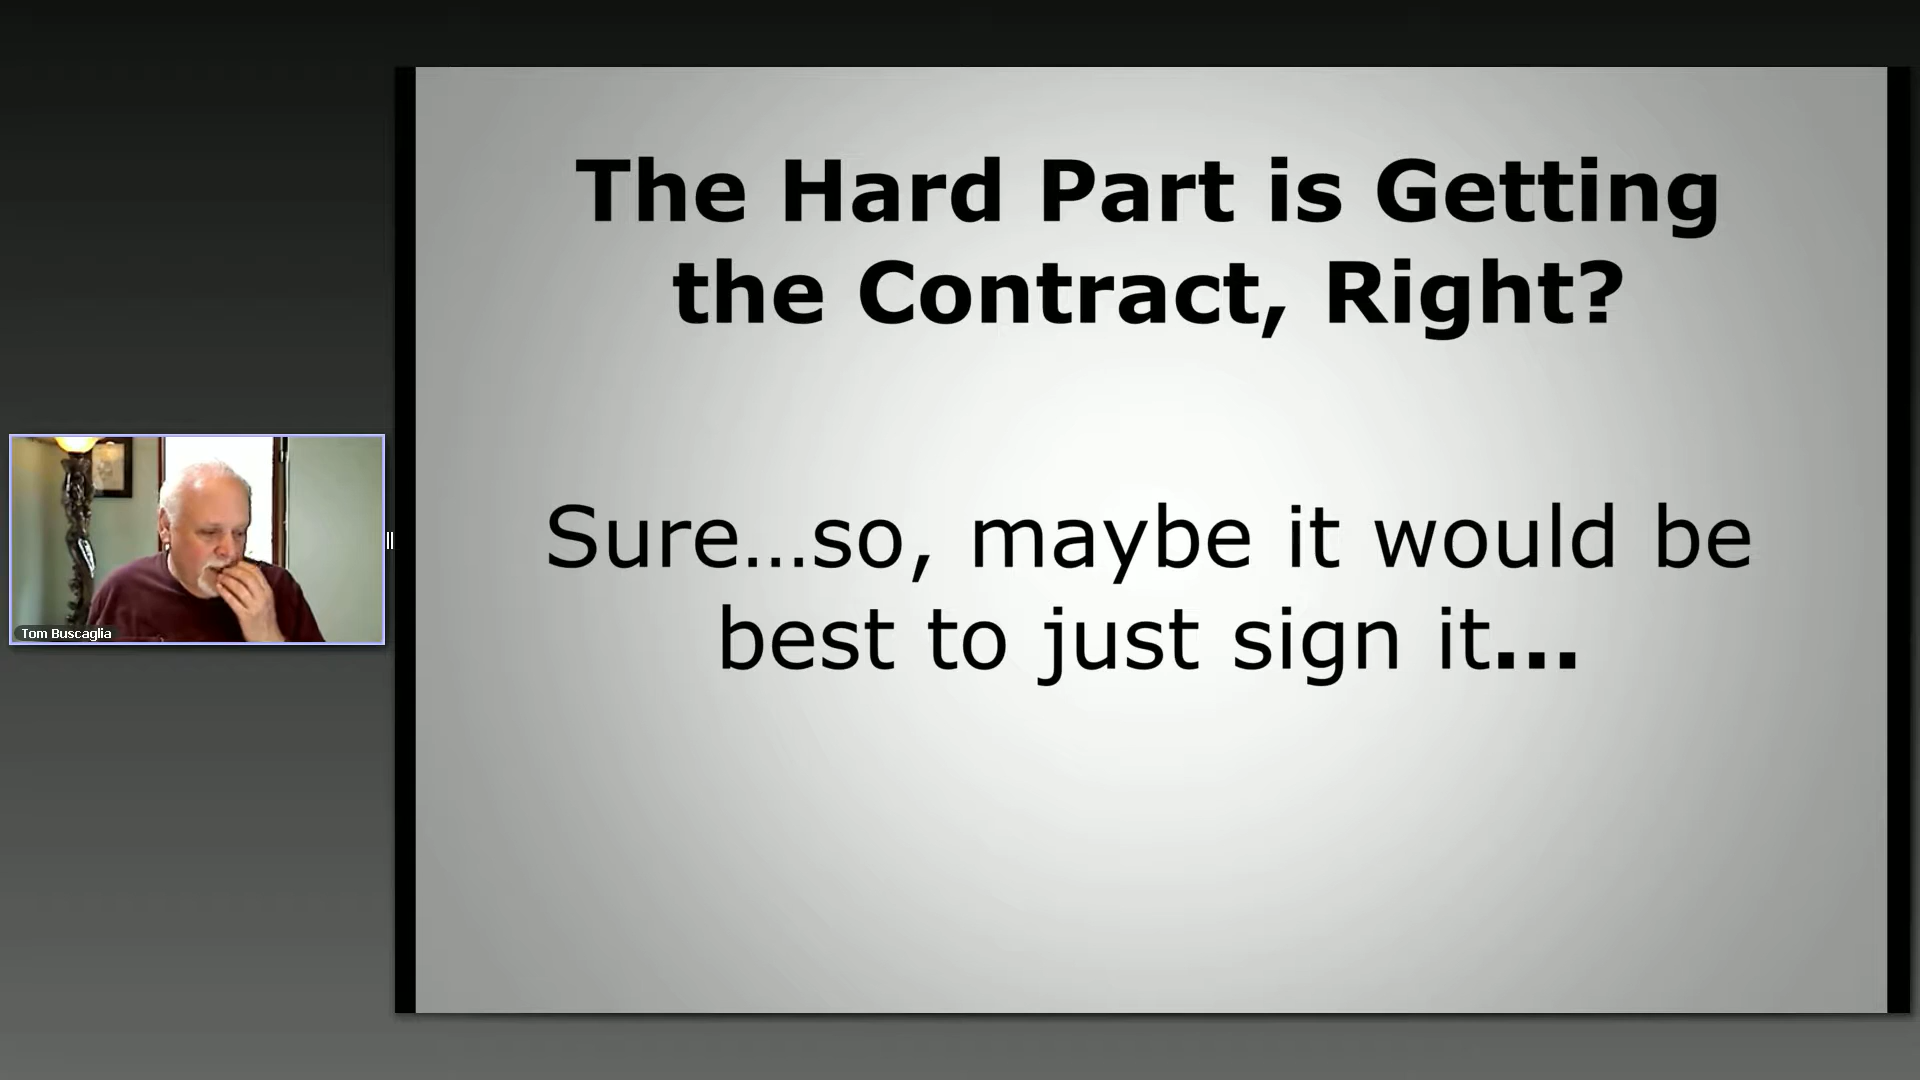 The Hard Part is Getting
the Contract, Right?
Sure...so, maybe it would be
best to just sign it...
Tom Buscaglia